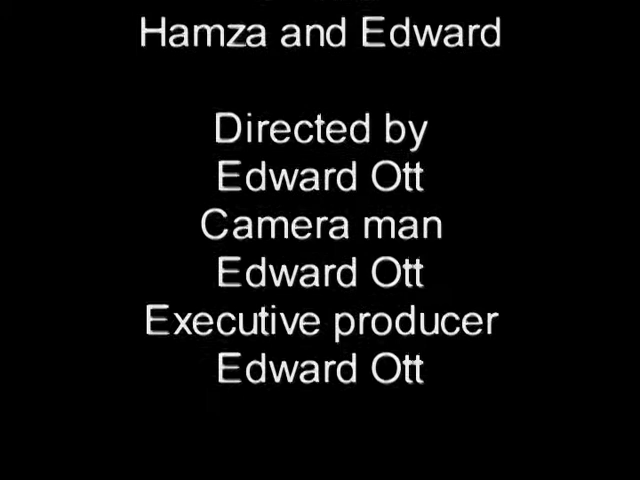 Hamza and Edward
Directed by
Edward Ott
Camera man
Edward Ott
Executive producer
Edward Ott